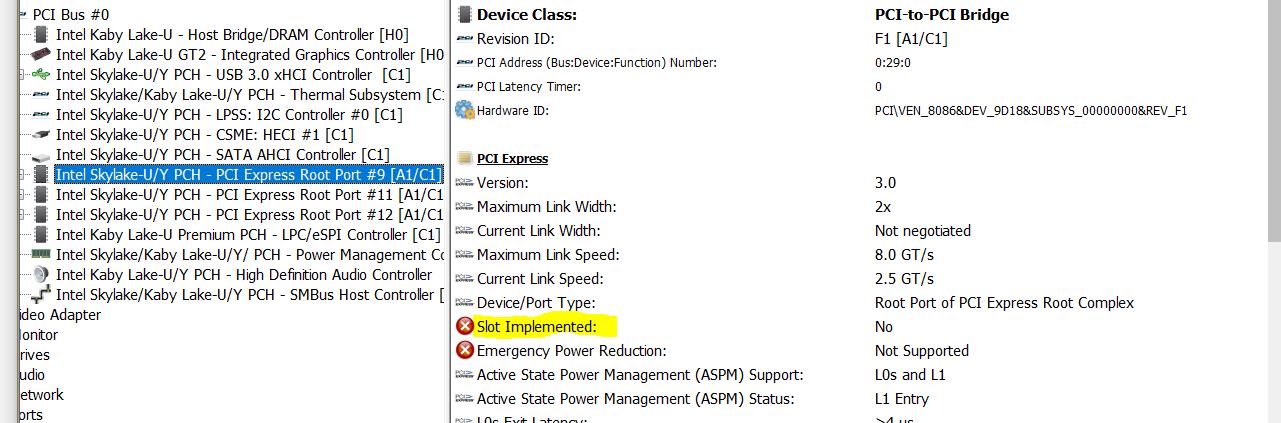 PCI Bus #0
Intel Kaby Lake-U - Host Bridge/DRAM Controller [H0]
Intel Kaby Lake-U GT2 - Integrated Graphics Controller [H0
Intel Skylake-U/Y PCH - USB 3.0 xHCI Controller [C1]
Intel Skylake/Kaby Lake-U/Y PCH - Thermal Subsystem [C
Intel Skylake-U/Y PCH - LPSS: I2C Controller #0 [C1]
Intel Skylake-U/Y PCH - CSME: HECI #1 [C1]
Intel Skylake-U/Y PCH - SATA AHCI Controller [C1]
Intel Skylake-U/Y PCH - PCI Express Root Port #9 [A1/C1]
Intel Skylake-U/Y PCH - PCI Express Root Port #11 [A1/C1
Intel Skylake-U/Y PCH - PCI Express Root Port #12 [A1/C1
Intel Kaby Lake-U Premium PCH - LPC/eSPI Controller [C1]
Intel Skylake/Kaby Lake-U/Y/ PCH - Power Management Co
Intel Kaby Lake-U/Y PCH - High Definition Audio Controller
Intel Skylake/Kaby Lake-U/Y PCH - SMBus Host Controller [
ideo Adapter
onitor
rives
udio
etwork
orts
Device Class: PCI-to-PCI Bridge
Revision ID: F1 [A1/C1]
PCI Address (Bus:Device:Function) Number: 0:29:0
PCI Latency Timer: 0
Hardware ID: PCI\VEN_8086&DEV_9D18&SUBSYS_00000000&REV_F1
PCI Express
Version: 3.0
Maximum Link Width: 2x
Current Link Width: Not negotiated
Maximum Link Speed: 8.0 GT/s
Current Link Speed: 2.5 GT/s
Device/Port Type: Root Port of PCI Express Root Complex
Slot Implemented: No
Emergency Power Reduction: Not Supported
Active State Power Management (ASPM) Support: L0s and L1
Active State Power Management (ASPM) Status: L1 Entry
L0s Exit Latency: >4 us